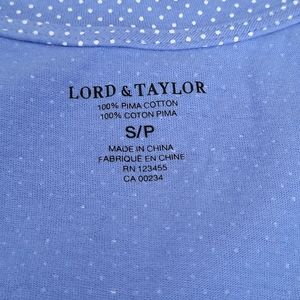 LORD & TAYLOR
100% PIMA COTTON
100% COTON PIMA
S/P
MADE IN CHINA
FABRIQUÉ EN CHINE
RN 123455
CA 00234